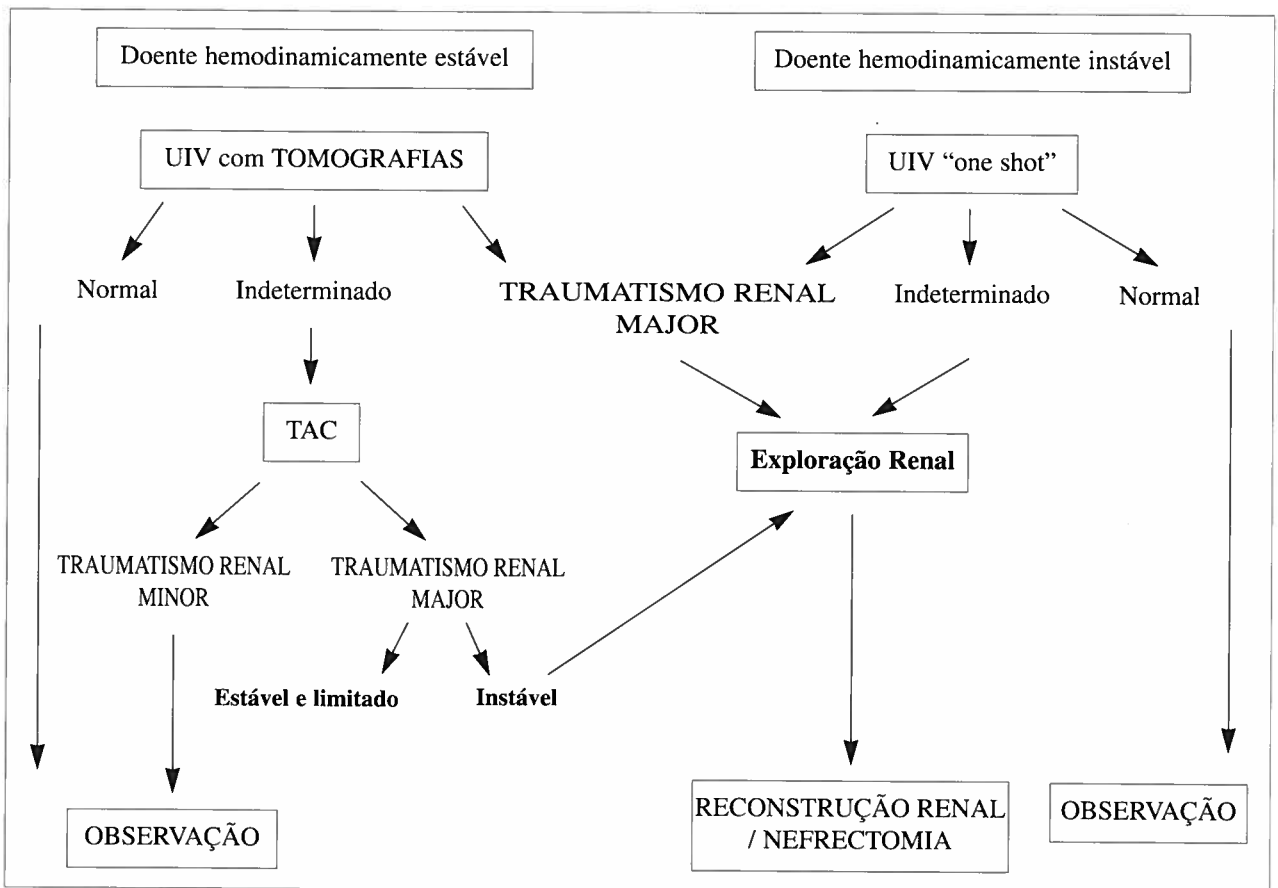 Doente hemodinamicamente estável
Doente hemodinamicamente instável
UIV com TOMOGRAFIAS
UIV “one shot”
Normal
Indeterminado
TRAUMATISMO RENAL
MAJOR
Indeterminado
Normal
TAC
Exploração Renal
TRAUMATISMO RENAL
MINOR
TRAUMATISMO RENAL
MAJOR
Estável e limitado
Instável
OBSERVAÇÃO
RECONSTRUÇÃO RENAL
/ NEFRECTOMIA
OBSERVAÇÃO